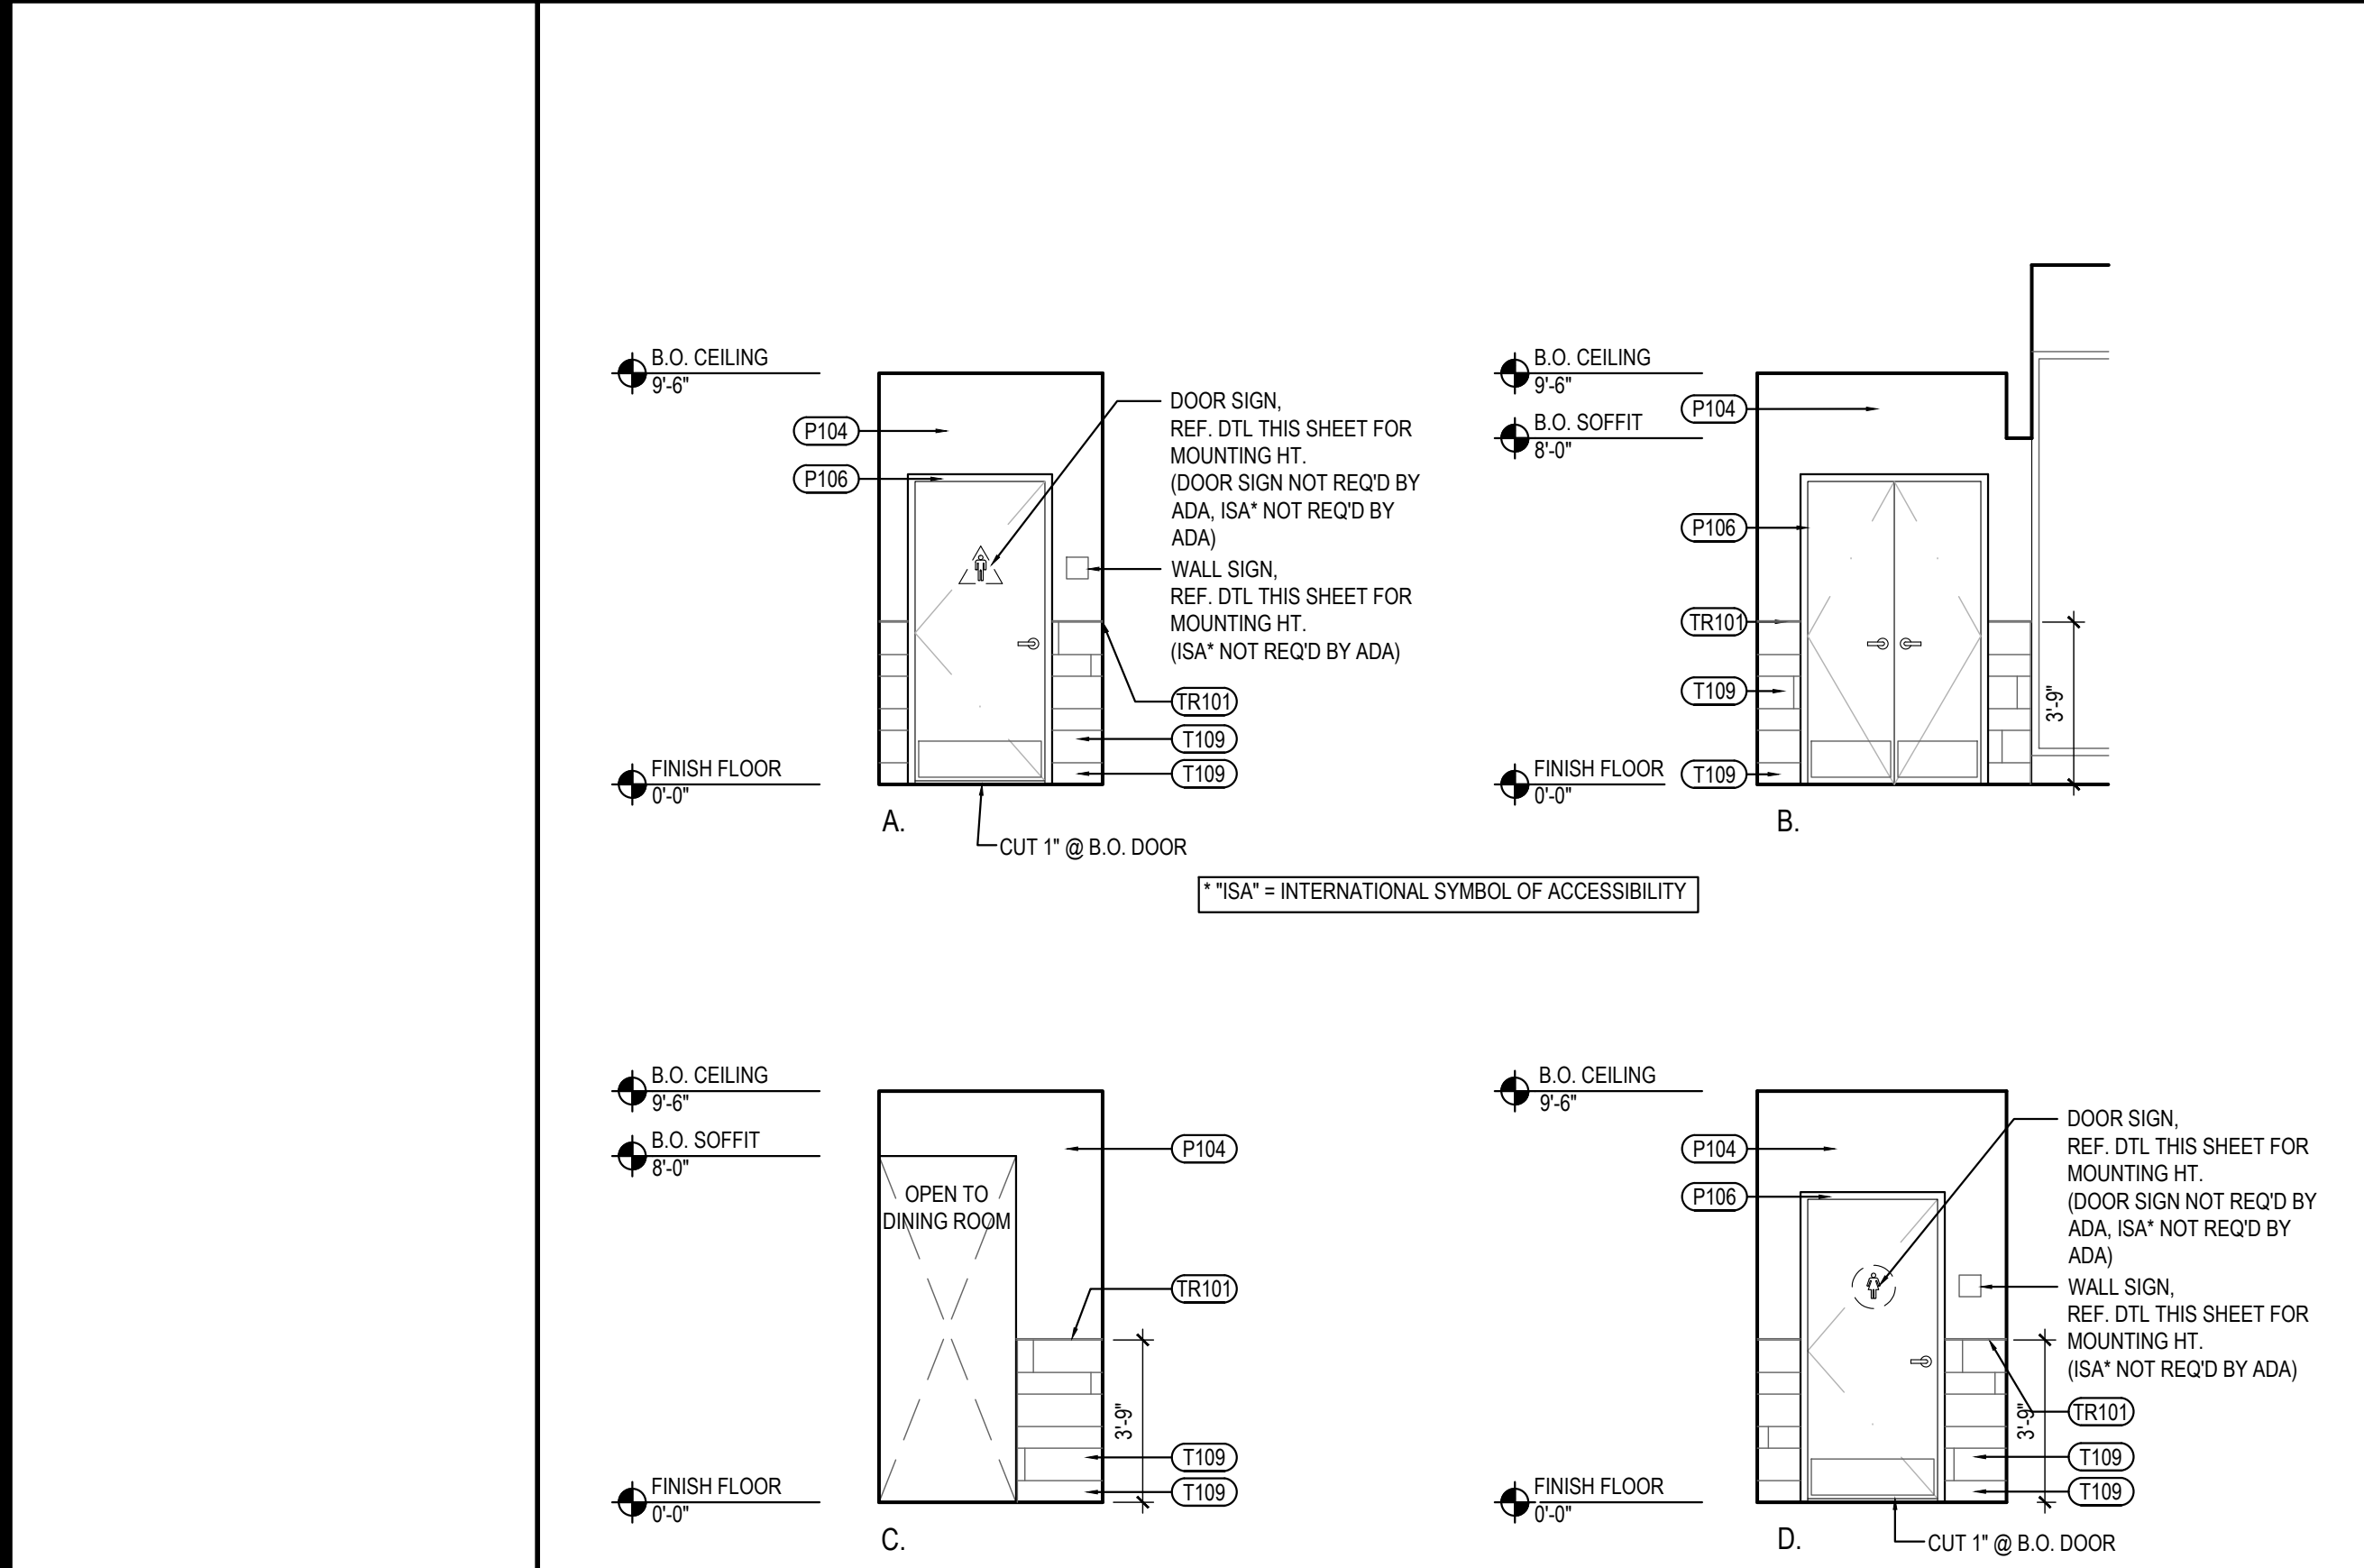 B.O. CEILING
9'-6"
P104
P106
DOOR SIGN,
REF. DTL THIS SHEET FOR
MOUNTING HT.
(DOOR SIGN NOT REQ'D BY
ADA, ISA* NOT REQ'D BY
ADA)
WALL SIGN,
REF. DTL THIS SHEET FOR
MOUNTING HT.
(ISA* NOT REQ'D BY ADA)
TR101
T109
T109
FINISH FLOOR
0'-0"
A.
CUT 1" @ B.O. DOOR
B.O. CEILING
9'-6"
B.O. SOFFIT
8'-0"
P104
P106
TR101
T109
3'-9"
FINISH FLOOR
0'-0"
T109
B.
* "ISA" = INTERNATIONAL SYMBOL OF ACCESSIBILITY
B.O. CEILING
9'-6"
B.O. SOFFIT
8'-0"
P104
OPEN TO
DINING ROOM
TR101
3'-9"
T109
T109
FINISH FLOOR
0'-0"
C.
B.O. CEILING
9'-6"
P104
P106
DOOR SIGN,
REF. DTL THIS SHEET FOR
MOUNTING HT.
(DOOR SIGN NOT REQ'D BY
ADA, ISA* NOT REQ'D BY
ADA)
WALL SIGN,
REF. DTL THIS SHEET FOR
MOUNTING HT.
(ISA* NOT REQ'D BY ADA)
3'-9"
TR101
T109
T109
FINISH FLOOR
0'-0"
D.
CUT 1" @ B.O. DOOR